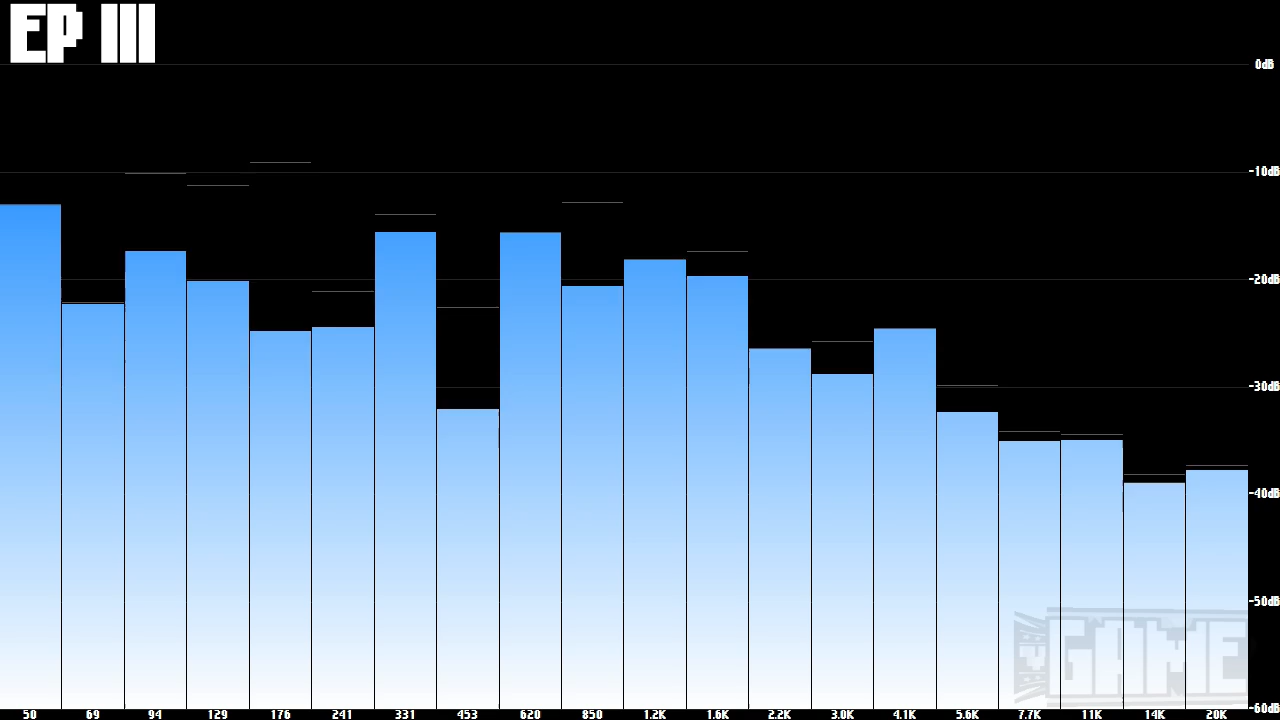 EP III
0dB
-10dB
-20dB
-30dB
-40dB
-50dB
GAME
-60dB
50 69 94 129 176 241 331 453 620 850 1.2K 1.6K 2.2K 3.0K 4.1K 5.6K 7.7K 11K 14K 20K